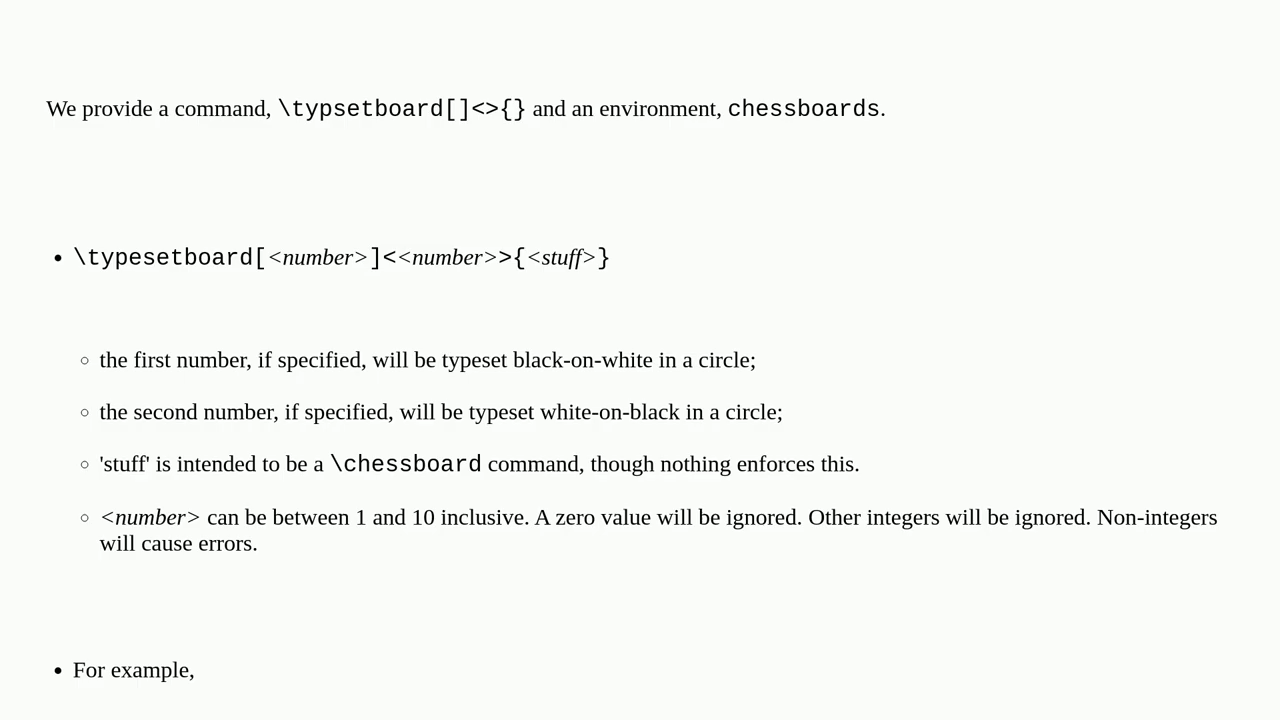 We provide a command, \typsetboard[]<>{} and an environment, chessboards.
• \typesetboard[<number>]<<number>>{<stuff>}
◦ the first number, if specified, will be typeset black-on-white in a circle;
◦ the second number, if specified, will be typeset white-on-black in a circle;
◦ 'stuff' is intended to be a \chessboard command, though nothing enforces this.
◦ <number> can be between 1 and 10 inclusive. A zero value will be ignored. Other integers will be ignored. Non-integers
will cause errors.
• For example,